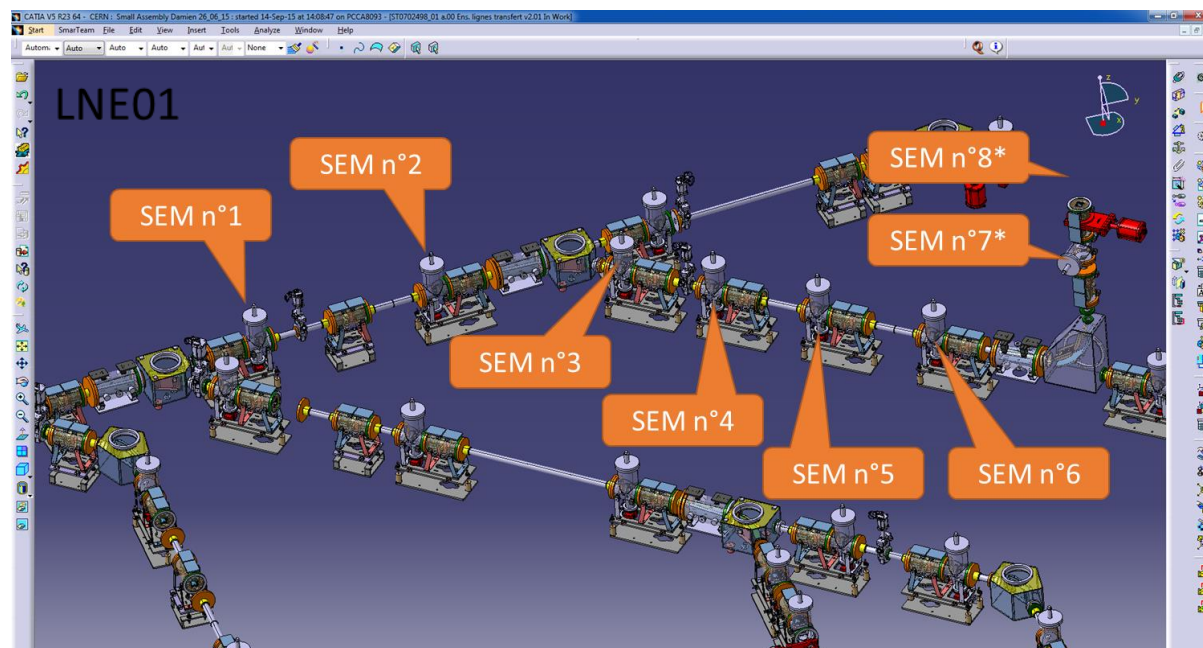 CATIA V5 R23 64 - CERN : Small Assembly Damien 26_06_15 : started 14-Sep-15 at 14:08:47 on PCCA8093 - [ST0702498_01 a.00 Ens. lignes transfert v2.01 In Work]
Start SmarTeam File Edit View Insert Tools Analyze Window Help
Auto Auto Auto Aut Aut None
LNE01
z
y
x
SEM n°8*
SEM n°2
SEM n°1
SEM n°7*
SEM n°3
SEM n°4
SEM n°5
SEM n°6